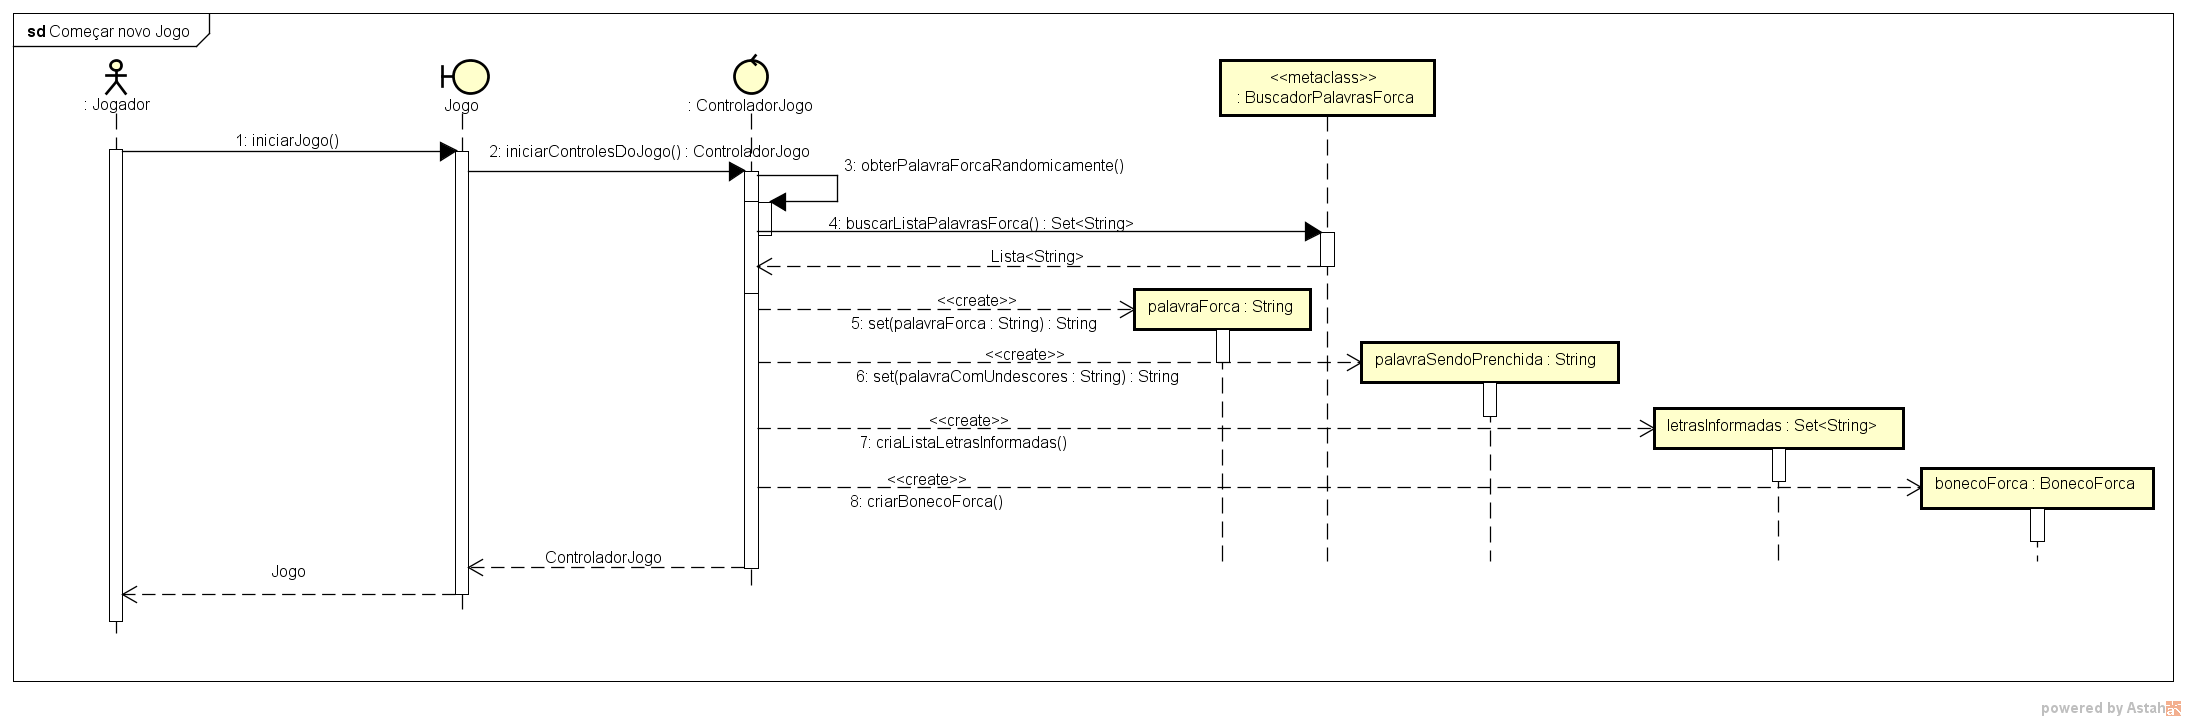 sd Começar novo Jogo
: Jogador
Jogo
: ControladorJogo
<<metaclass>>
: BuscadorPalavrasForca
1: iniciarJogo()
2: iniciarControlesDoJogo() : ControladorJogo
3: obterPalavraForcaRandomicamente()
4: buscarListaPalavrasForca() : Set<String>
Lista<String>
<<create>>
palavraForca : String
5: set(palavraForca : String) : String
<<create>>
palavraSendoPrenchida : String
6: set(palavraComUndescores : String) : String
<<create>>
letrasInformadas : Set<String>
7: criaListaLetrasInformadas()
<<create>>
bonecoForca : BonecoForca
8: criarBonecoForca()
ControladorJogo
Jogo
powered by Astah